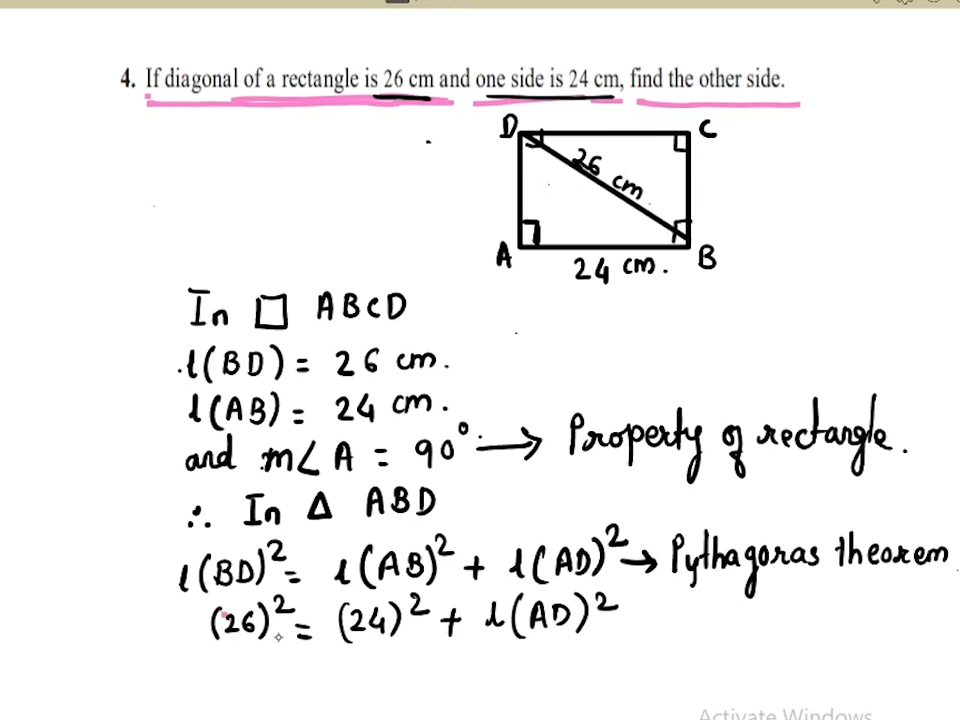 4. If diagonal of a rectangle is 26 cm and one side is 24 cm, find the other side.
D C
26 cm
A B
24 cm.
In □ ABCD
l(BD) = 26 cm.
l(AB) = 24 cm.
and m∠A = 90°. → Property of rectangle.
∴ In Δ ABD
l(BD)² = l(AB)² + l(AD)² → Pythagoras theorem
(26)² = (24)² + l(AD)²
Activate Windows